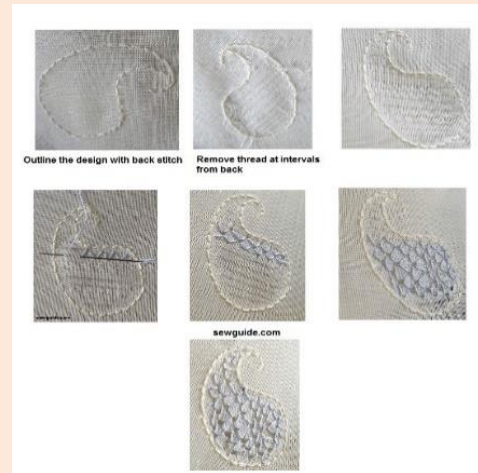 Outline the design with back stitch
Remove thread at intervals
from back
sewguide.com